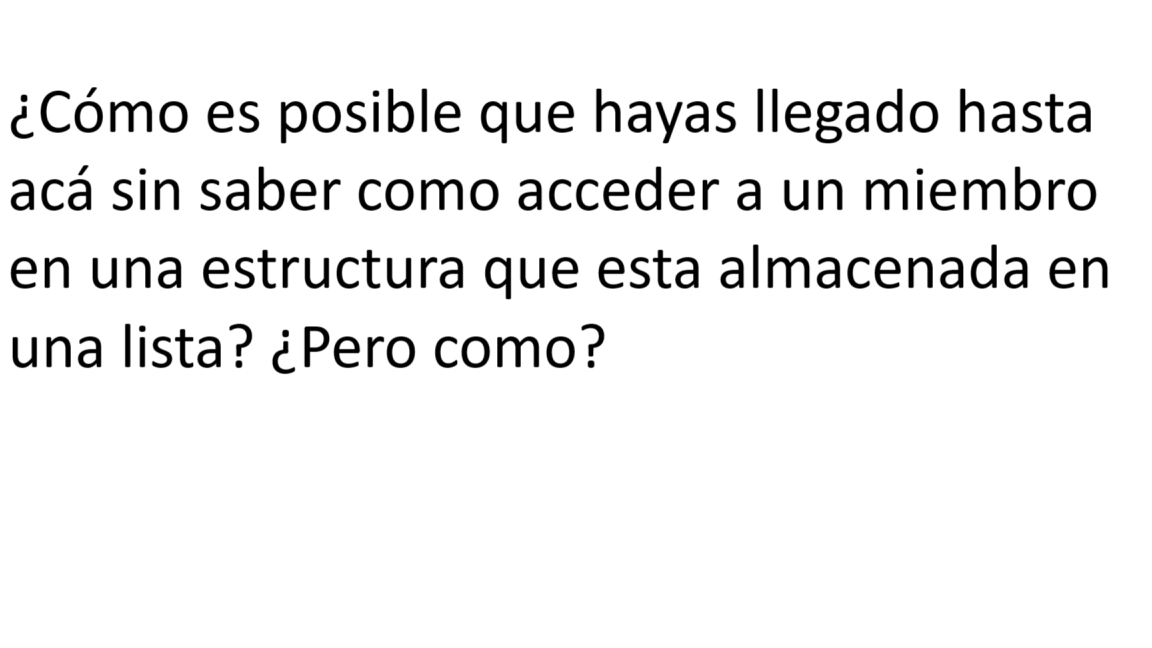 ¿Cómo es posible que hayas llegado hasta
acá sin saber como acceder a un miembro
en una estructura que esta almacenada en
una lista? ¿Pero como?